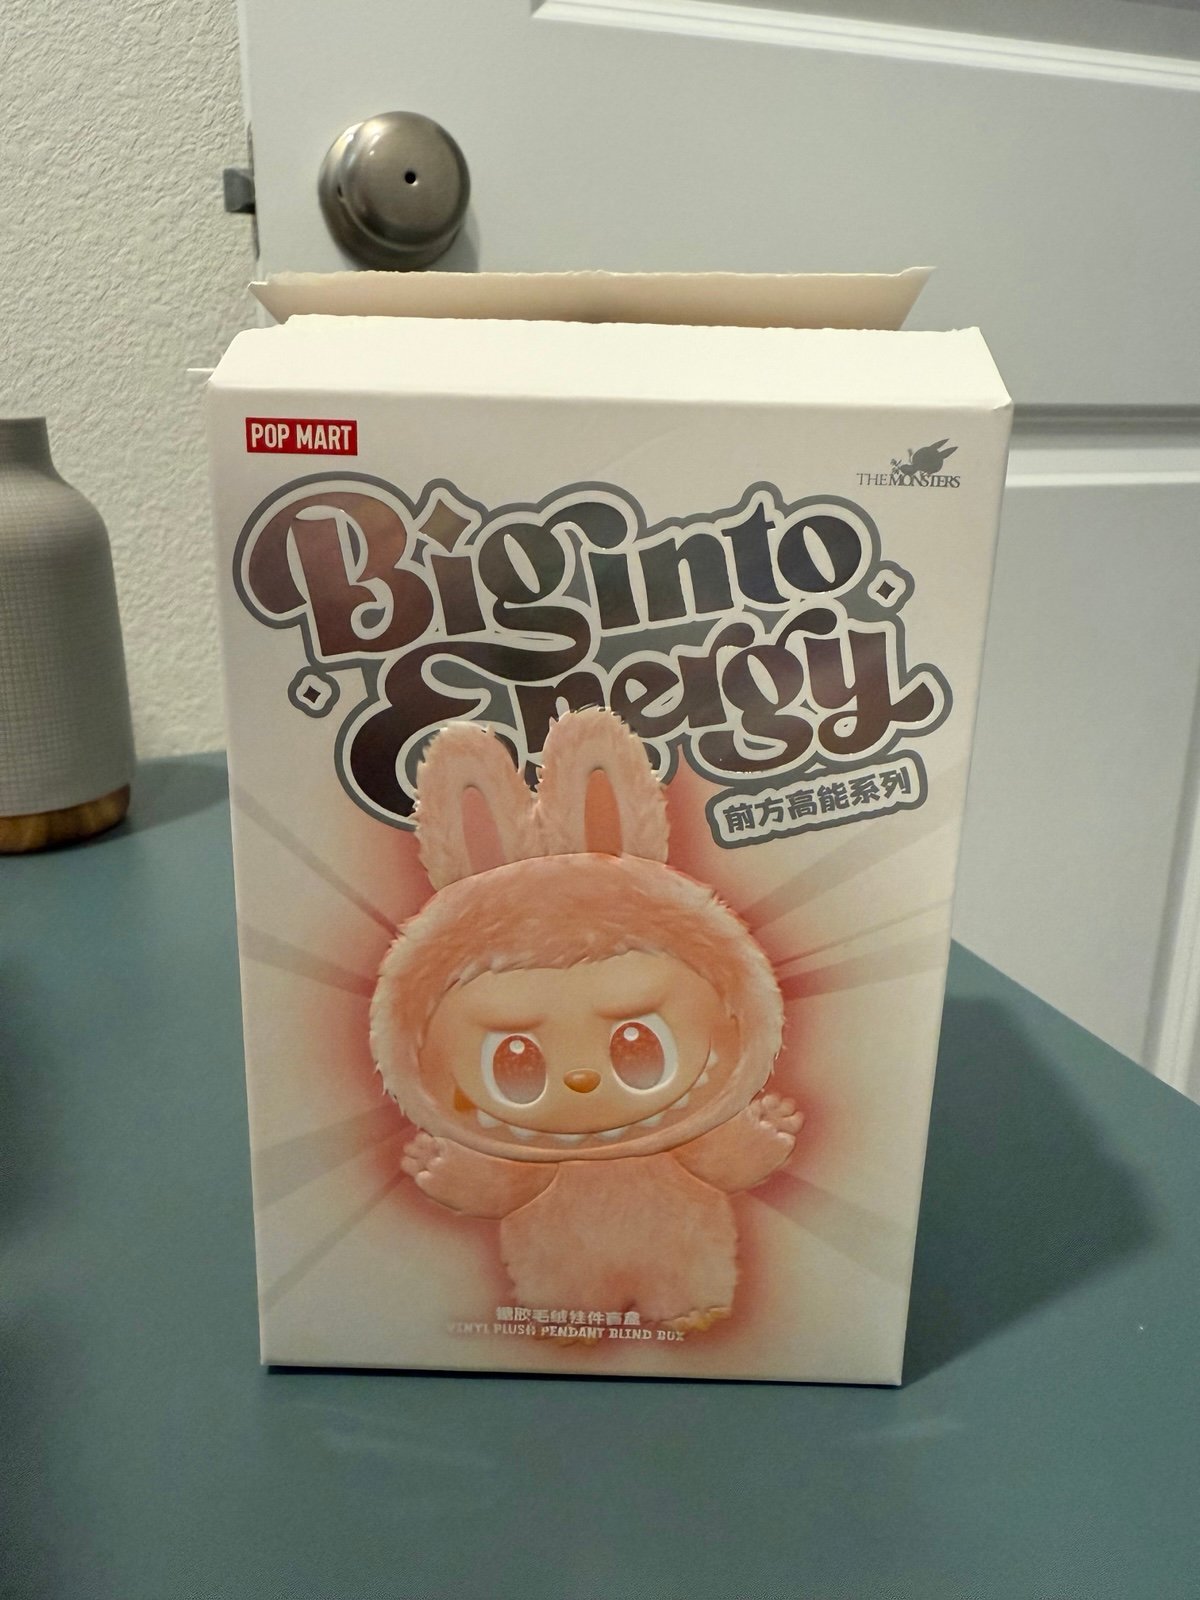 POP MART
THE MONSTERS
Big into
Energy
前方高能系列
搪胶毛绒挂件盲盒
VINYL PLUSH PENDANT BLIND BOX